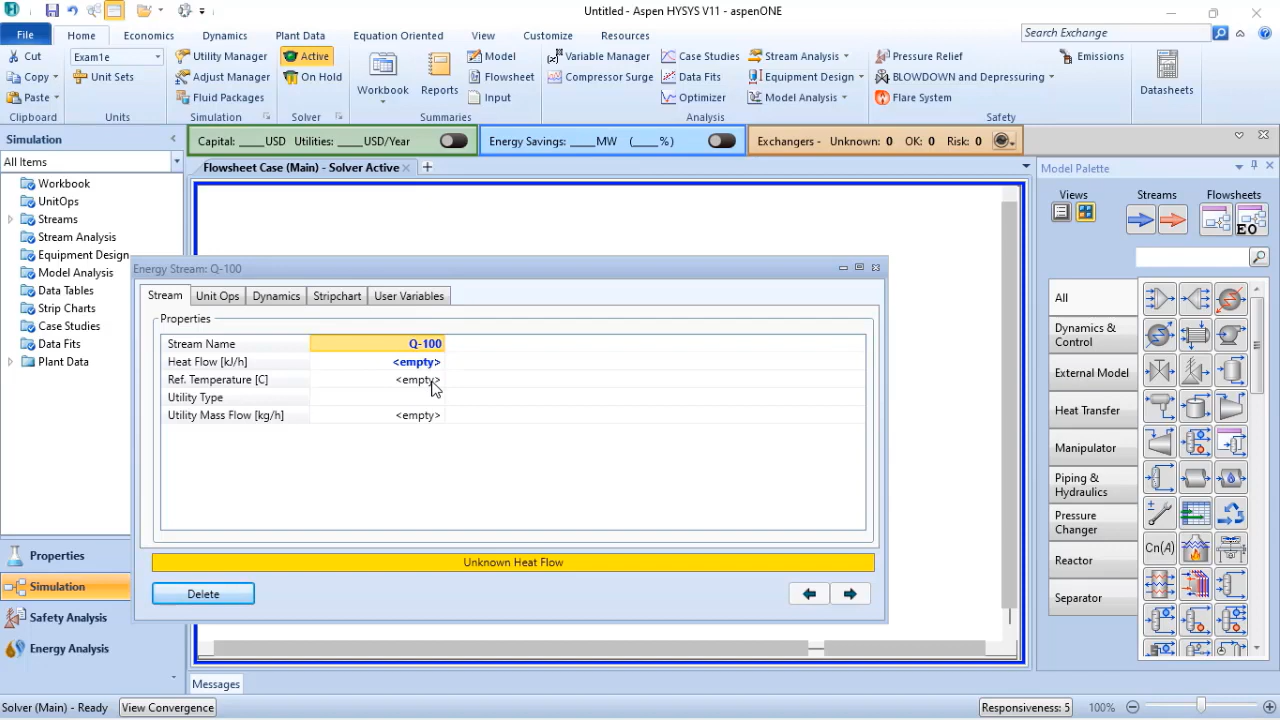 Untitled - Aspen HYSYS V11 - aspenONE
File Home Economics Dynamics Plant Data Equation Oriented View Customize Resources Search Exchange
Cut Exam1e Utility Manager Active Model Variable Manager Case Studies Stream Analysis Pressure Relief Emissions
Copy Unit Sets Adjust Manager On Hold Flowsheet Compressor Surge Data Fits Equipment Design BLOWDOWN and Depressuring
Workbook Reports Datasheets
Paste Fluid Packages Input Optimizer Model Analysis Flare System
Clipboard Units Simulation Solver Summaries Analysis Safety
Simulation Capital: ____USD Utilities: ____USD/Year Energy Savings: ____MW (____%) Exchangers - Unknown: 0 OK: 0 Risk: 0
All Items Flowsheet Case (Main) - Solver Active Model Palette
Workbook
UnitOps
Streams
Stream Analysis
Equipment Design
Model Analysis
Data Tables
Strip Charts
Case Studies
Data Fits
Plant Data
Properties
Simulation
Safety Analysis
Energy Analysis
Energy Stream: Q-100
Stream Unit Ops Dynamics Stripchart User Variables
Properties
Stream Name Q-100
Heat Flow [kJ/h] <empty>
Ref. Temperature [C] <empty>
Utility Type
Utility Mass Flow [kg/h] <empty>
Unknown Heat Flow
Delete
Views Streams Flowsheets
EO
All
Dynamics &
Control
External Model
Heat Transfer
Manipulator
Piping &
Hydraulics
Pressure
Changer
Reactor
Separator
Cn(A)
Messages
Solver (Main) - Ready View Convergence Responsiveness: 5 100%